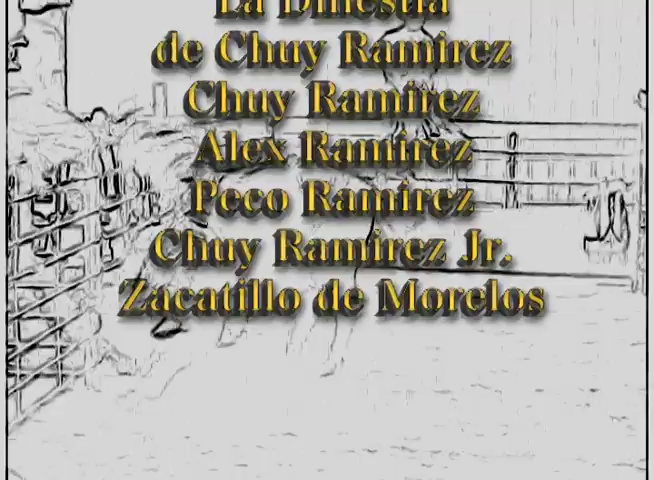 La Dinestia
de Chuy Ramirez
Chuy Ramirez
Alex Ramirez
Peco Ramirez
Chuy Ramirez Jr.
Zacatillo de Morelos